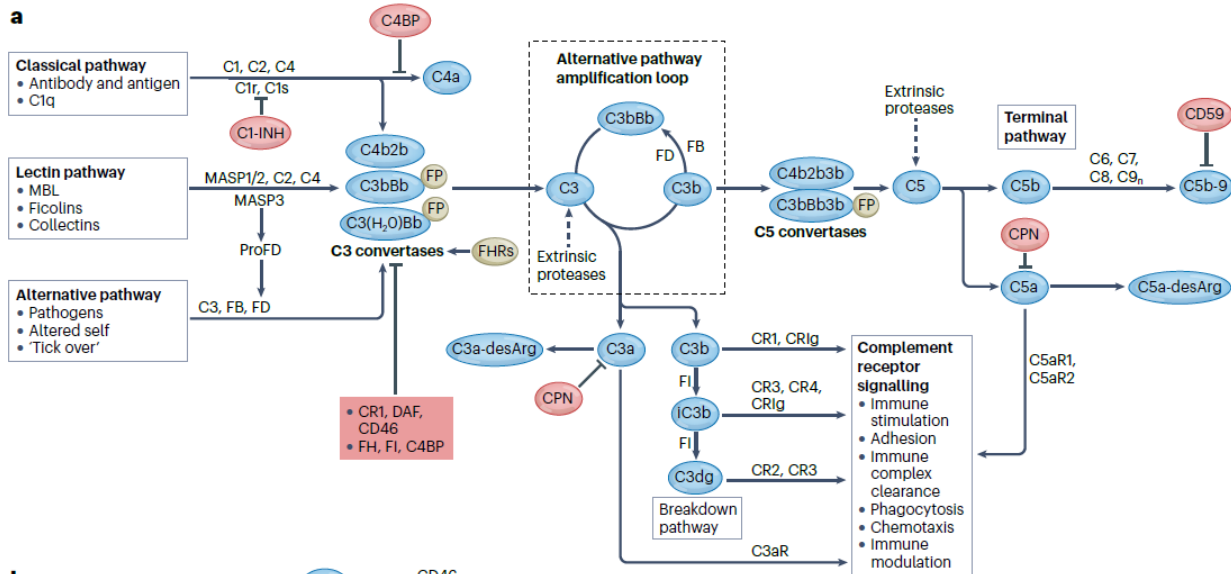 a
Classical pathway
• Antibody and antigen
• C1q
C1, C2, C4
C1r, C1s
C1-INH
C4BP
C4a
Lectin pathway
• MBL
• Ficolins
• Collectins
MASP1/2, C2, C4
MASP3
ProFD
Alternative pathway
• Pathogens
• Altered self
• 'Tick over'
C3, FB, FD
C4b2b
C3bBb
FP
C3(H₂O)Bb
FP
C3 convertases
FHRs
• CR1, DAF,
CD46
• FH, FI, C4BP
Alternative pathway
amplification loop
C3bBb
FB
FD
C3
C3b
Extrinsic
proteases
C4b2b3b
C3bBb3b
FP
C5 convertases
Extrinsic
proteases
C5
Terminal
pathway
C5b
C6, C7,
C8, C9ₙ
CD59
C5b-9
CPN
C5a
C5a-desArg
C5aR1,
C5aR2
C3a-desArg
C3a
CPN
C3b
FI
iC3b
FI
C3dg
Breakdown
pathway
CR1, CRIg
CR3, CR4,
CRIg
CR2, CR3
C3aR
Complement
receptor
signalling
• Immune
stimulation
• Adhesion
• Immune
complex
clearance
• Phagocytosis
• Chemotaxis
• Immune
modulation
CD46